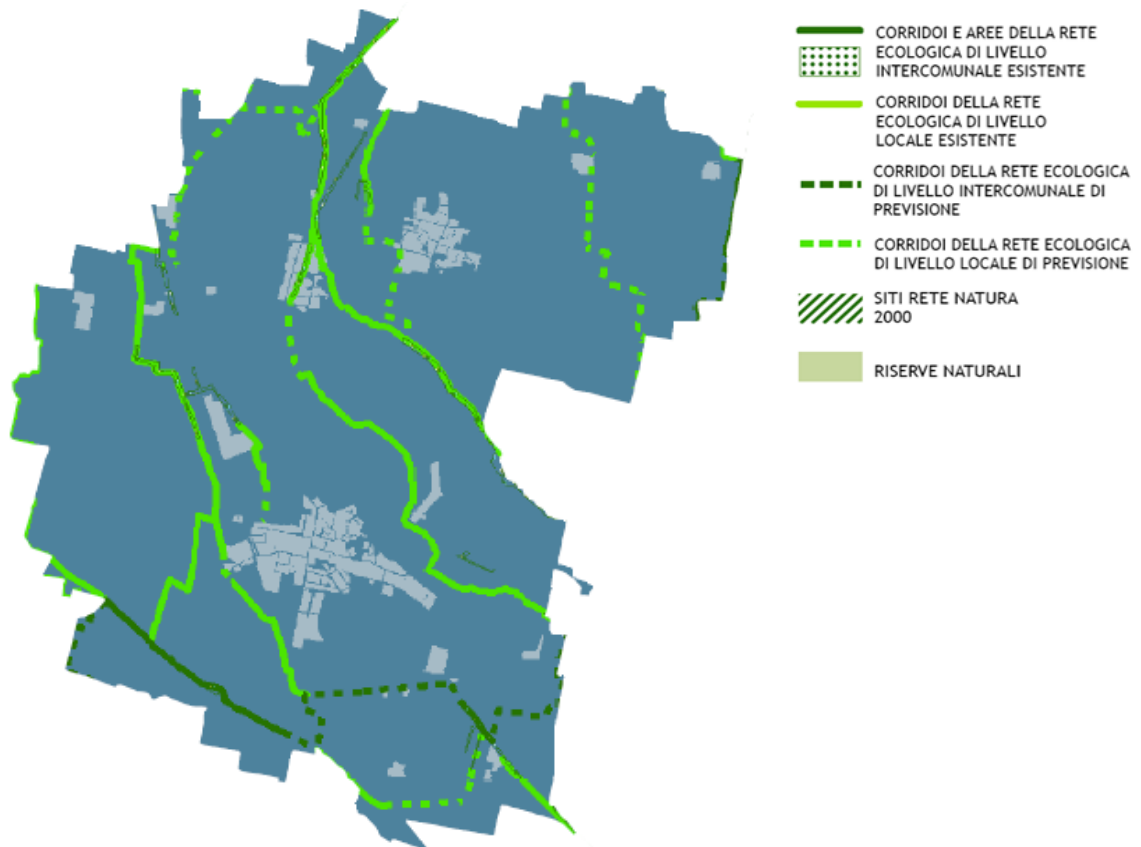 CORRIDOI E AREE DELLA RETE
ECOLOGICA DI LIVELLO
INTERCOMUNALE ESISTENTE
CORRIDOI DELLA RETE
ECOLOGICA DI LIVELLO
LOCALE ESISTENTE
CORRIDOI DELLA RETE ECOLOGICA
DI LIVELLO INTERCOMUNALE DI
PREVISIONE
CORRIDOI DELLA RETE ECOLOGICA
DI LIVELLO LOCALE DI PREVISIONE
SITI RETE NATURA
2000
RISERVE NATURALI